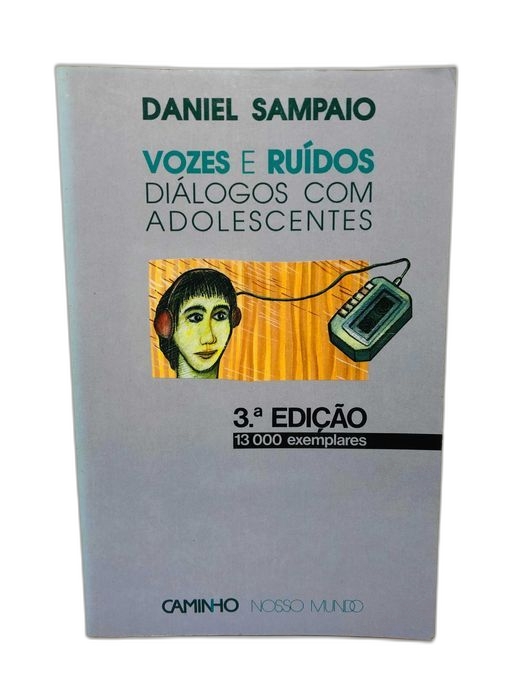 DANIEL SAMPAIO
VOZES E RUÍDOS
DIÁLOGOS COM
ADOLESCENTES
3.ª EDIÇÃO
13 000 exemplares
CAMINHO NOSSO MUNDO